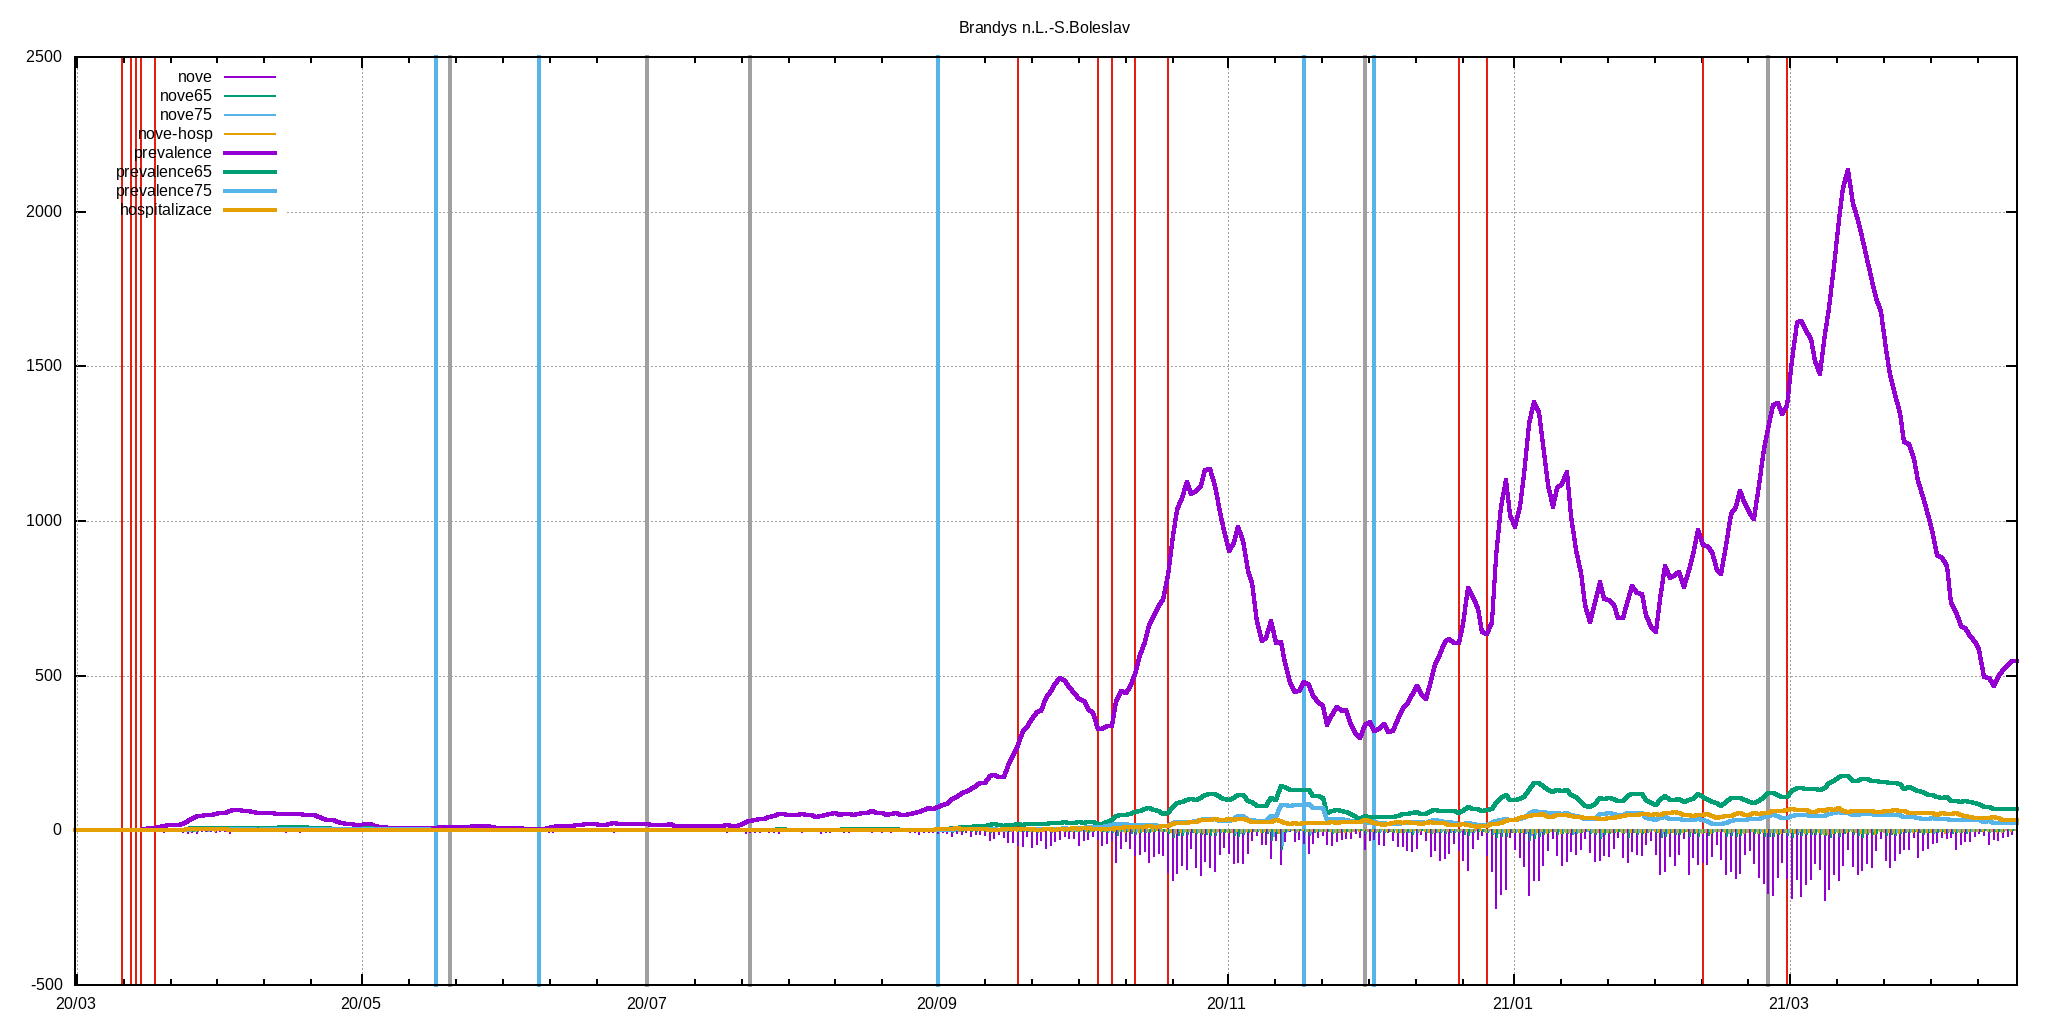 Brandys n.L.-S.Boleslav
2500
nove
nove65
nove75
nove-hosp
prevalence
prevalence65
prevalence75
hospitalizace
2000
1500
1000
500
0
-500
20/03 20/05 20/07 20/09 20/11 21/01 21/03